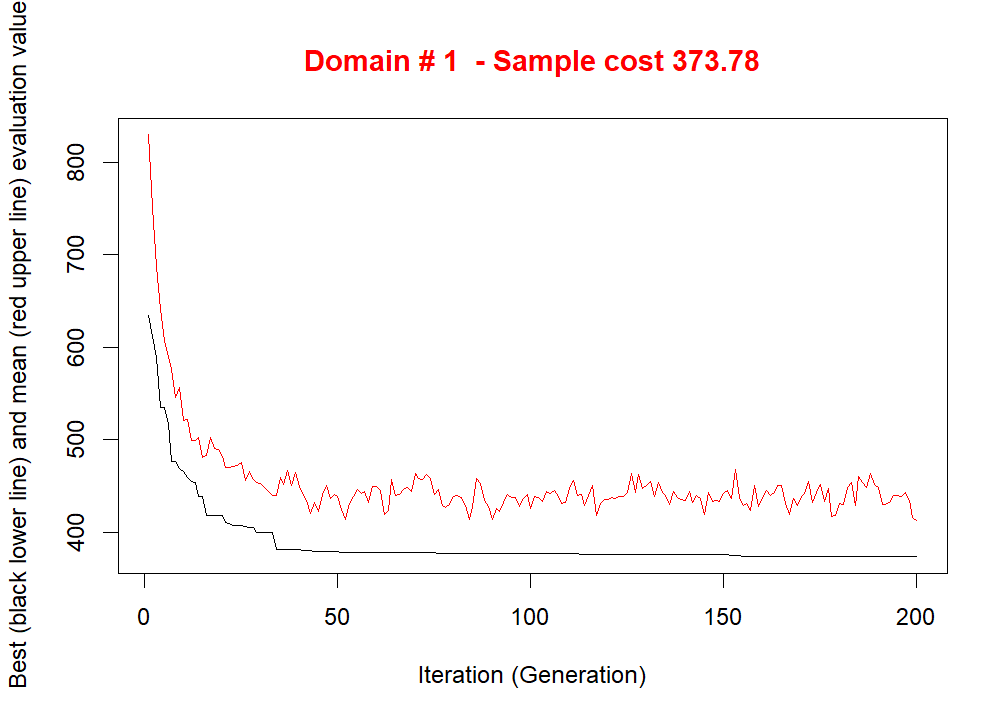 Domain # 1  - Sample cost 373.78
Best (black lower line) and mean (red upper line) evaluation value
800
700
600
500
400
0 50 100 150 200
Iteration (Generation)